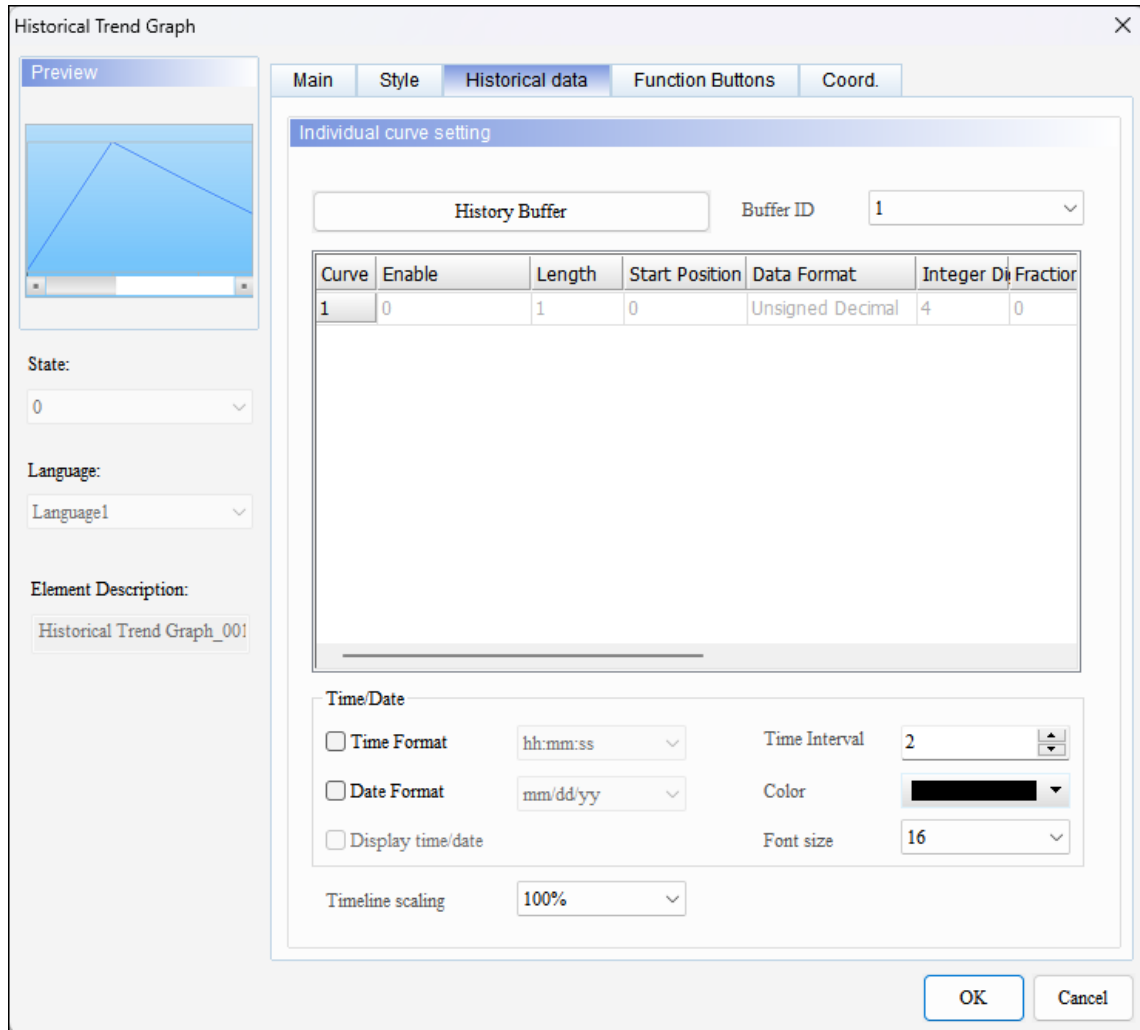 Historical Trend Graph
Preview
Main Style Historical data Function Buttons Coord.
Individual curve setting
History Buffer Buffer ID 1
Curve Enable Length Start Position Data Format Integer Di Fraction
1 0 1 0 Unsigned Decimal 4 0
State:
0
Language:
Language1
Element Description:
Historical Trend Graph_001
Time/Date
Time Format hh:mm:ss Time Interval 2
Date Format mm/dd/yy Color
Display time/date Font size 16
Timeline scaling 100%
OK Cancel